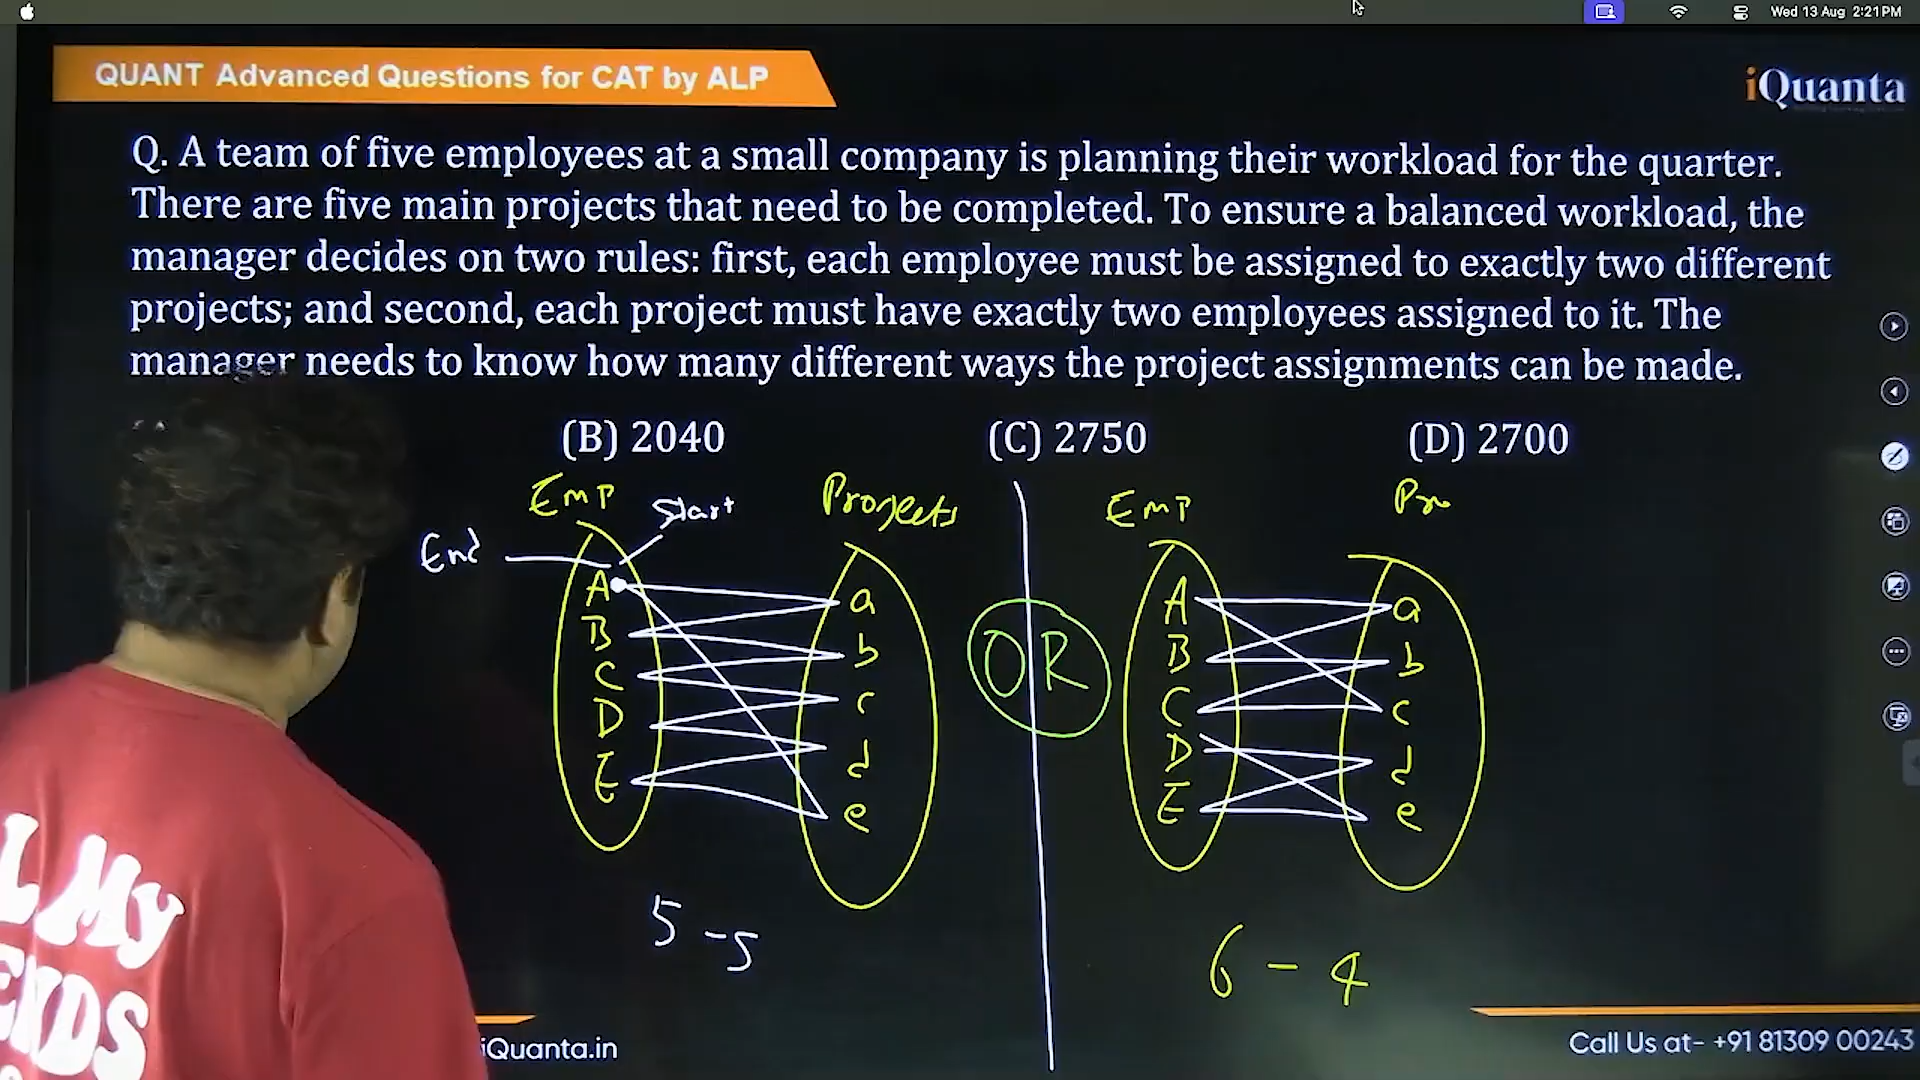 Wed 13 Aug 2:21 PM
QUANT Advanced Questions for CAT by ALP
iQuanta
Q. A team of five employees at a small company is planning their workload for the quarter.
There are five main projects that need to be completed. To ensure a balanced workload, the
manager decides on two rules: first, each employee must be assigned to exactly two different
projects; and second, each project must have exactly two employees assigned to it. The
manager needs to know how many different ways the project assignments can be made.
(B) 2040 (C) 2750 (D) 2700
Emp Start Projects
End
A a
B b
C c
D d
E e
5 - 5
OR
Emp Pro
A a
B b
C c
D d
E e
6 - 4
L MY
ENDS
iQuanta.in
Call Us at- +91 81309 00243